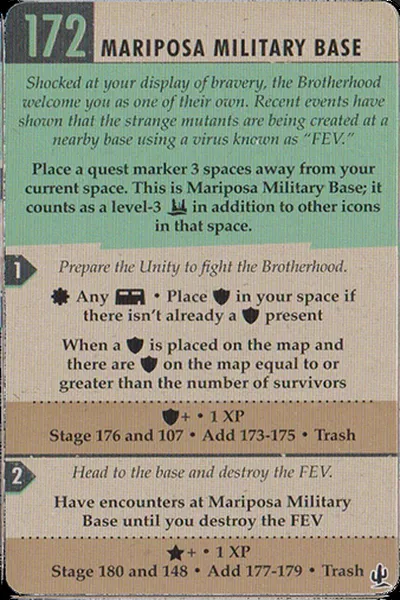 172 MARIPOSA MILITARY BASE
Shocked at your display of bravery, the Brotherhood
welcome you as one of their own. Recent events have
shown that the strange mutants are being created at a
nearby base using a virus known as “FEV.”
Place a quest marker 3 spaces away from your
current space. This is Mariposa Military Base; it
counts as a level-3 in addition to other icons
in that space.
1 Prepare the Unity to fight the Brotherhood.
Any • Place in your space if
there isn't already a present
When a is placed on the map and
there are on the map equal to or
greater than the number of survivors
+ • 1 XP
Stage 176 and 107 • Add 173-175 • Trash
2 Head to the base and destroy the FEV.
Have encounters at Mariposa Military
Base until you destroy the FEV
+ • 1 XP
Stage 180 and 148 • Add 177-179 • Trash